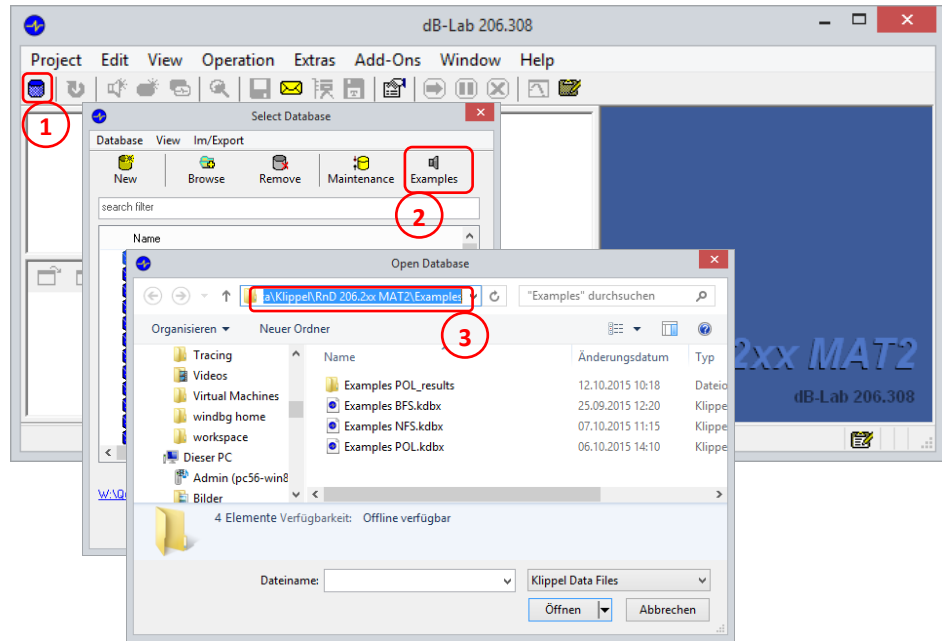 dB-Lab 206.308
Project Edit View Operation Extras Add-Ons Window Help
1
Select Database
Database View Im/Export
New Browse Remove Maintenance Examples
2
search filter
Name
Open Database
a\Klippel\RnD 206.2xx MAT2\Examples
"Examples" durchsuchen
3
Organisieren Neuer Ordner
Name Änderungsdatum Typ
Tracing
Videos
Virtual Machines
windbg home
workspace
Dieser PC
Admin (pc56-win8
Bilder
Examples POL_results 12.10.2015 10:18 Dateio
Examples BFS.kdbx 25.09.2015 12:20 Klippe
Examples NFS.kdbx 07.10.2015 11:15 Klippe
Examples POL.kdbx 06.10.2015 14:10 Klippe
4 Elemente Verfügbarkeit: Offline verfügbar
Dateiname:
Klippel Data Files
Öffnen Abbrechen
W:\Q
2xx MAT2
dB-Lab 206.308